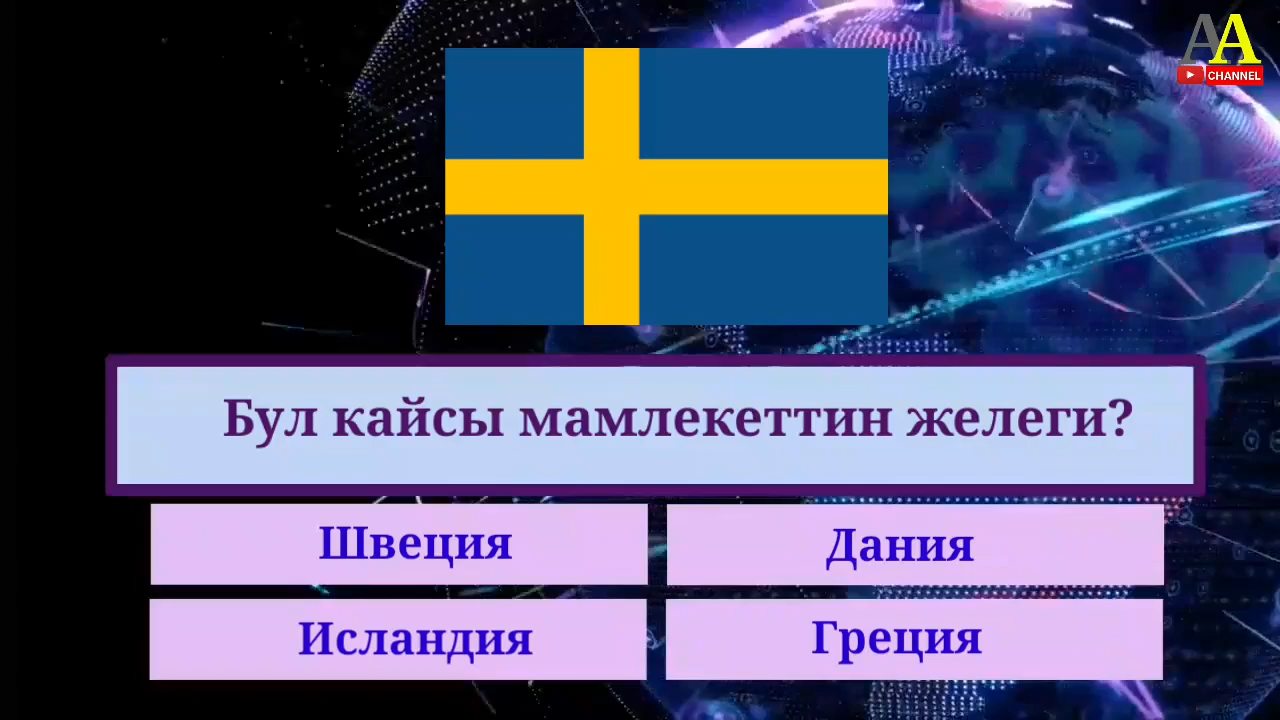 AA
CHANNEL
Бул кайсы мамлекеттин желеги?
Швеция
Дания
Исландия
Греция